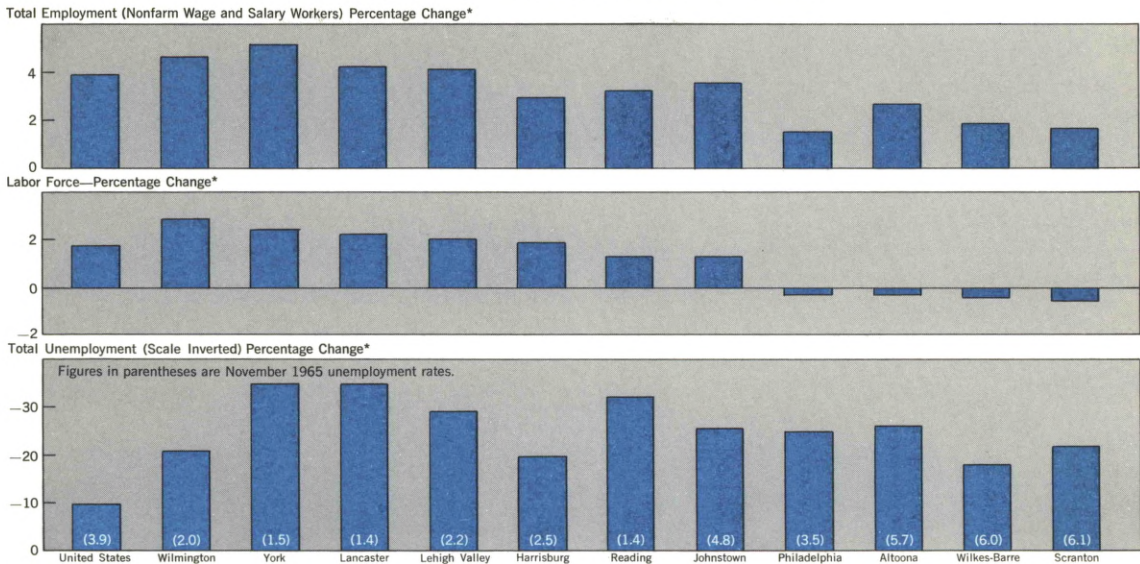 Total Employment (Nonfarm Wage and Salary Workers) Percentage Change*
4
2
0
Labor Force—Percentage Change*
2
0
—2
Total Unemployment (Scale Inverted) Percentage Change*
Figures in parentheses are November 1965 unemployment rates.
—30
—20
—10
0
(3.9) (2.0) (1.5) (1.4) (2.2) (2.5) (1.4) (4.8) (3.5) (5.7) (6.0) (6.1)
United States Wilmington York Lancaster Lehigh Valley Harrisburg Reading Johnstown Philadelphia Altoona Wilkes-Barre Scranton